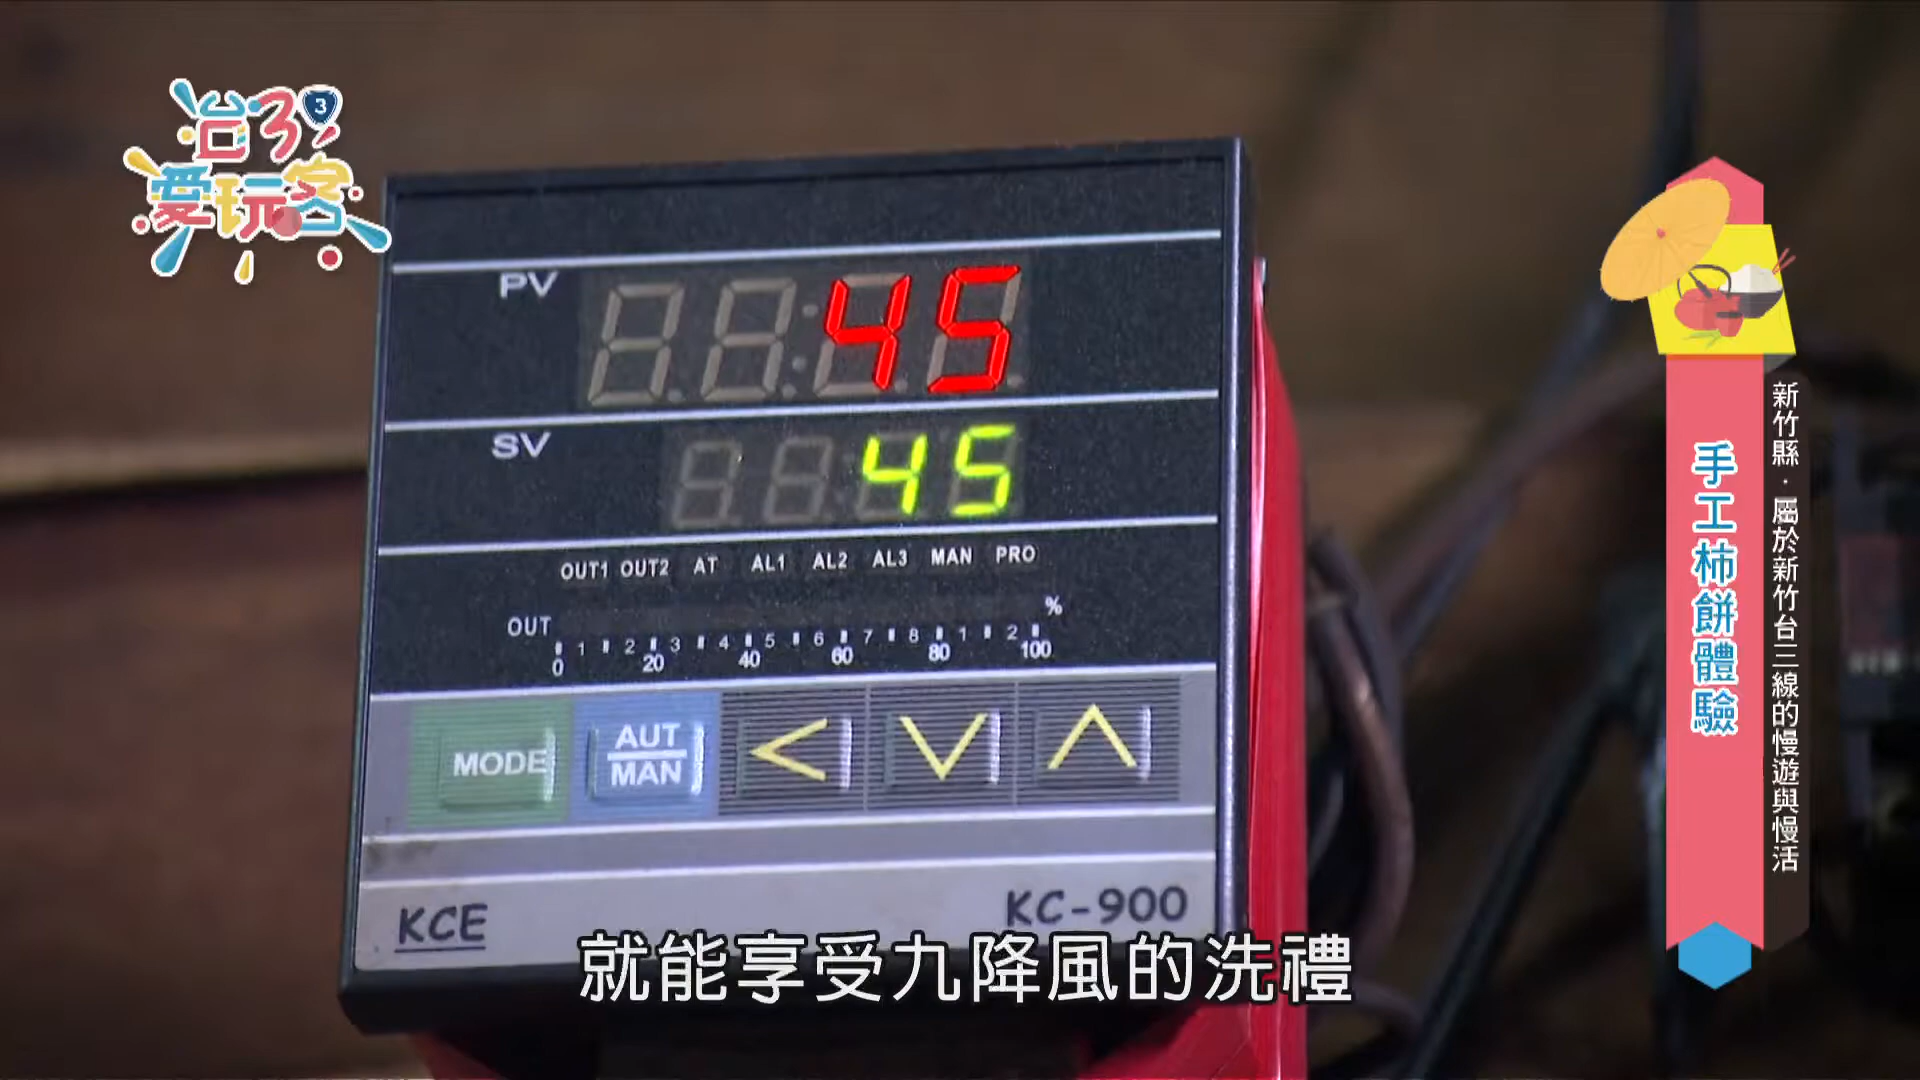 台3
3
愛玩客
PV
45
SV
45
OUT1 OUT2 AT AL1 AL2 AL3 MAN PRO
OUT
%
1 2 3 4 5 6 7 8 1 2
0 20 40 60 80 100
MODE
AUT
MAN
KCE
KC-900
就能享受九降風的洗禮
手工柿餅體驗
新竹縣．屬於新竹台三線的慢遊與慢活